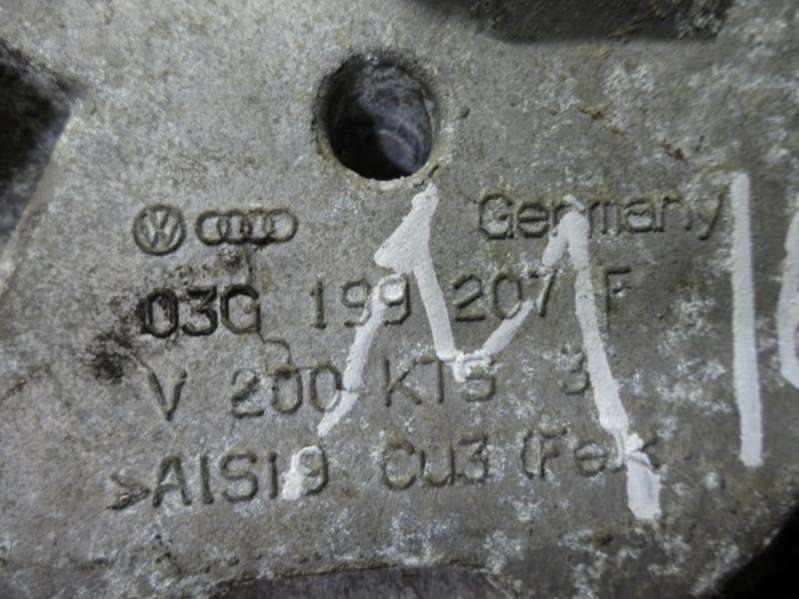 Germany
03G 199 207 F
V 200 KTS 3
>AlSi9 Cu3 (Fe)<
M